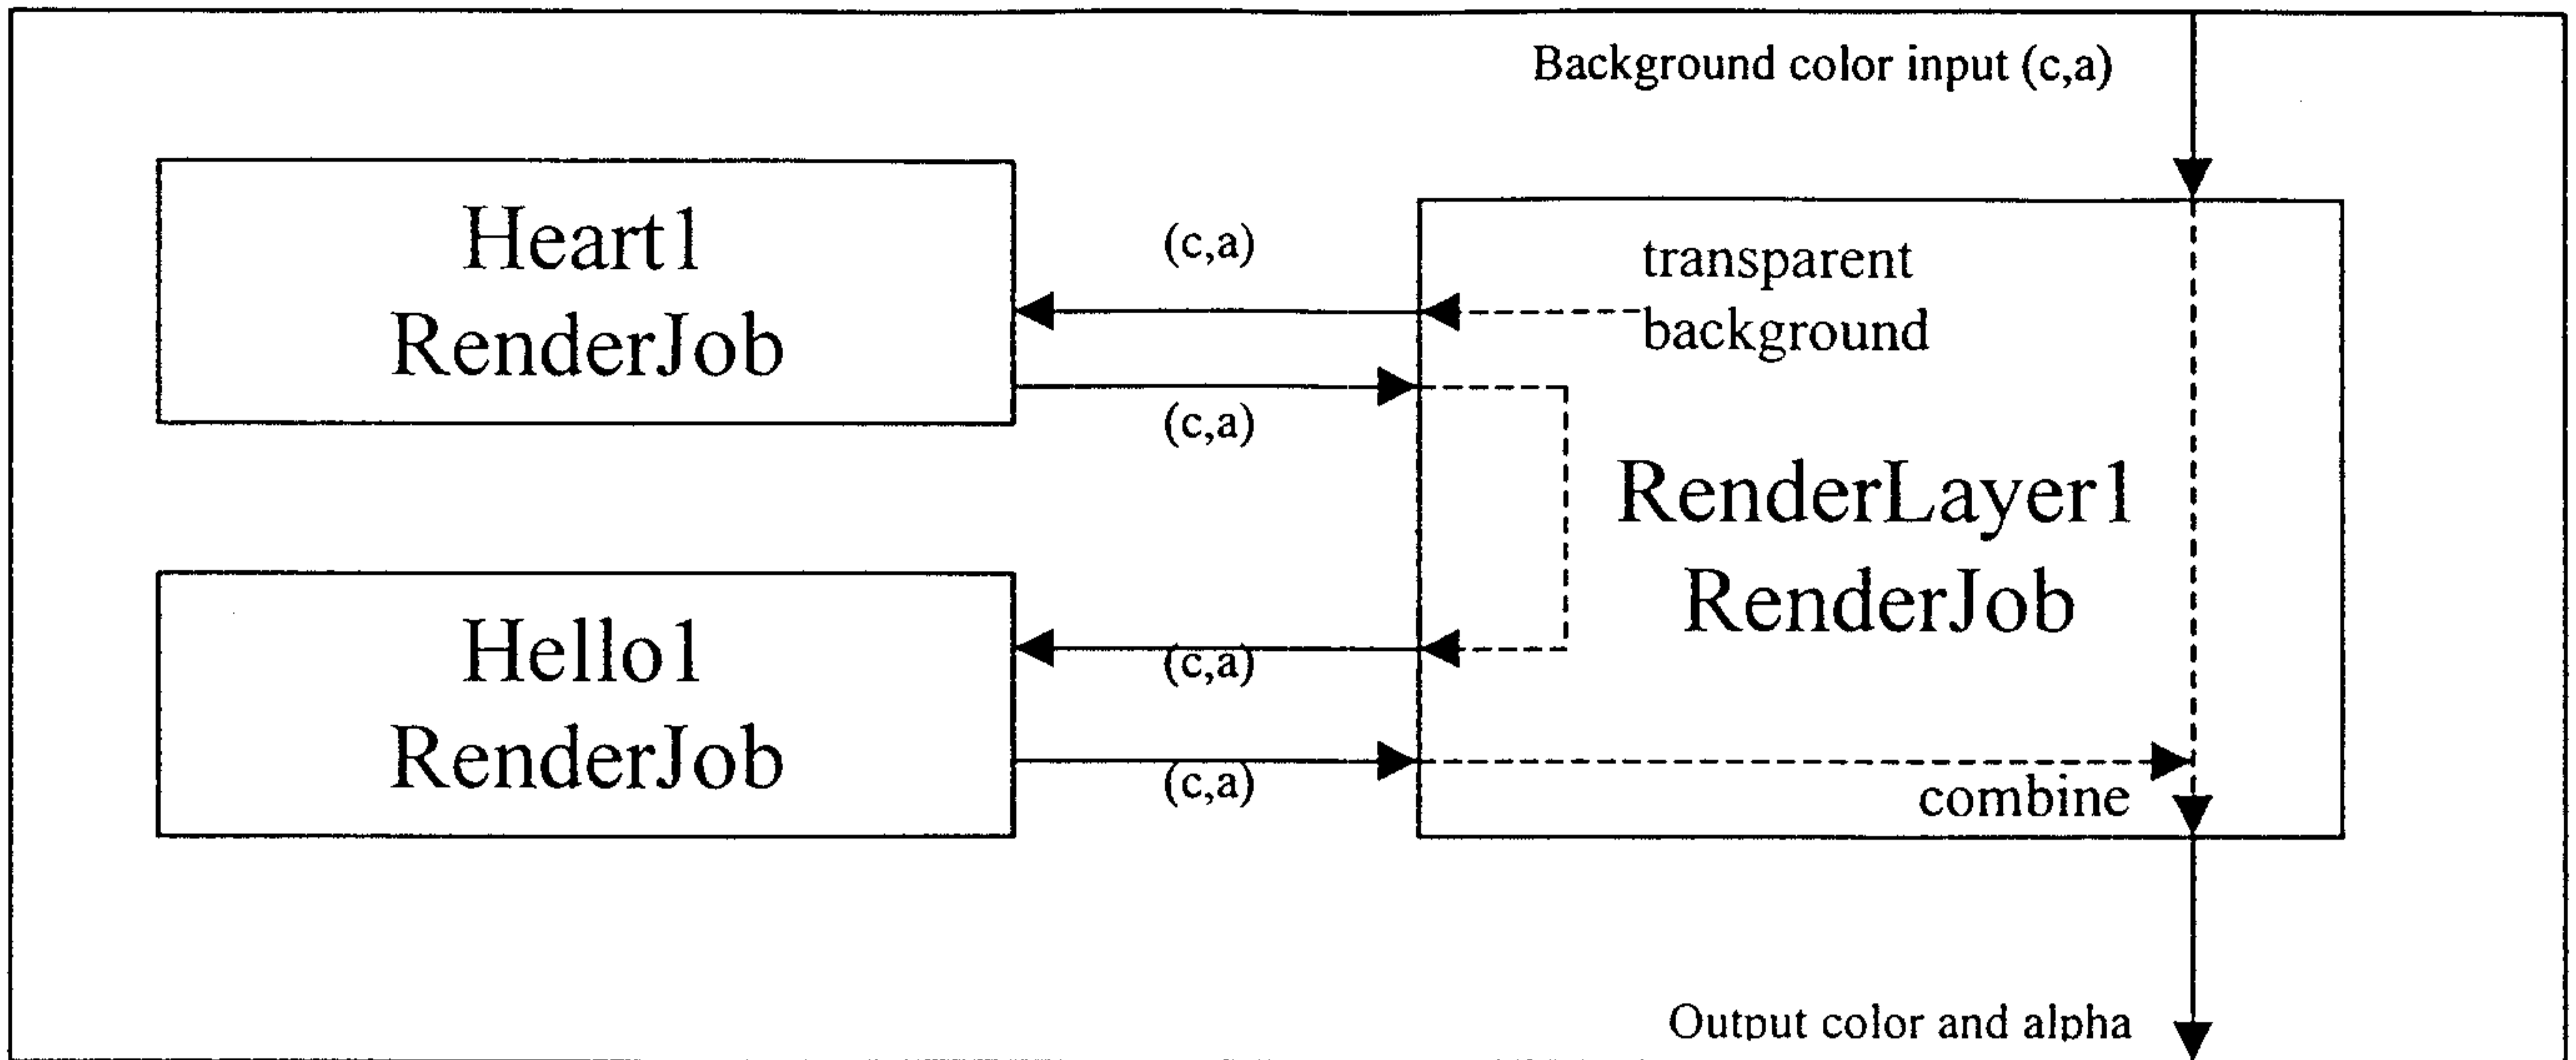 Background color input (c,a)
Heart1
RenderJob
(c,a)
(c,a)
transparent
background
RenderLayer1
RenderJob
Hello1
RenderJob
(c,a)
(c,a)
combine
Output color and alpha